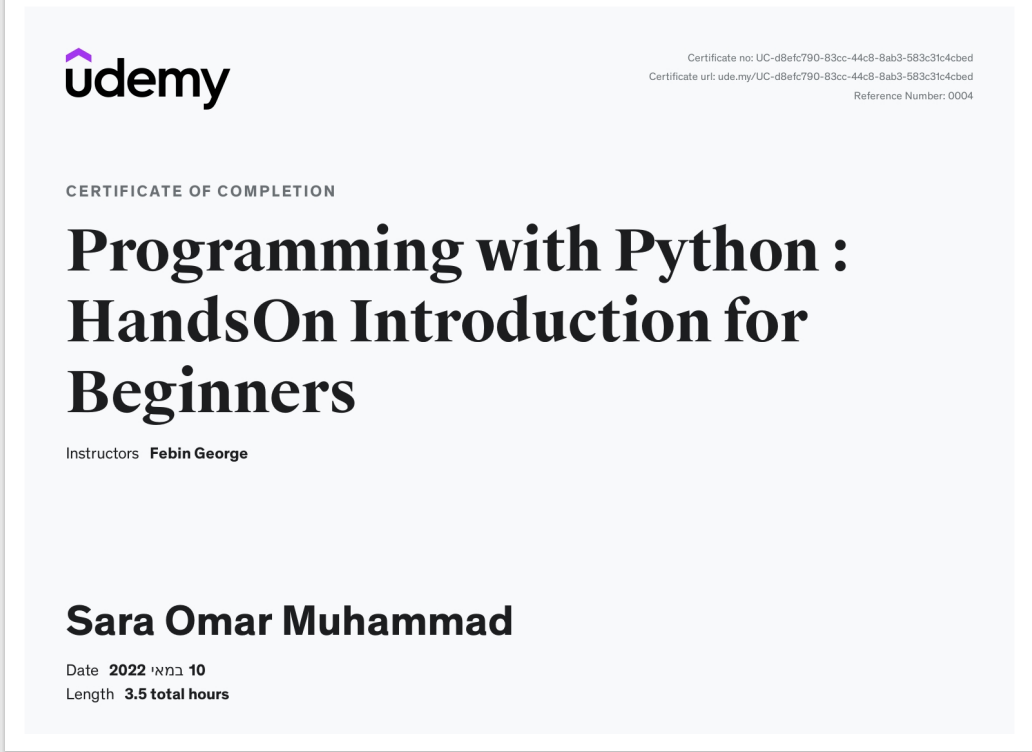 udemy
Certificate no: UC-d8efc790-83cc-44c8-8ab3-583c31c4cbed
Certificate url: ude.my/UC-d8efc790-83cc-44c8-8ab3-583c31c4cbed
Reference Number: 0004
CERTIFICATE OF COMPLETION
Programming with Python :
HandsOn Introduction for
Beginners
Instructors Febin George
Sara Omar Muhammad
Date 10 במאי 2022
Length 3.5 total hours